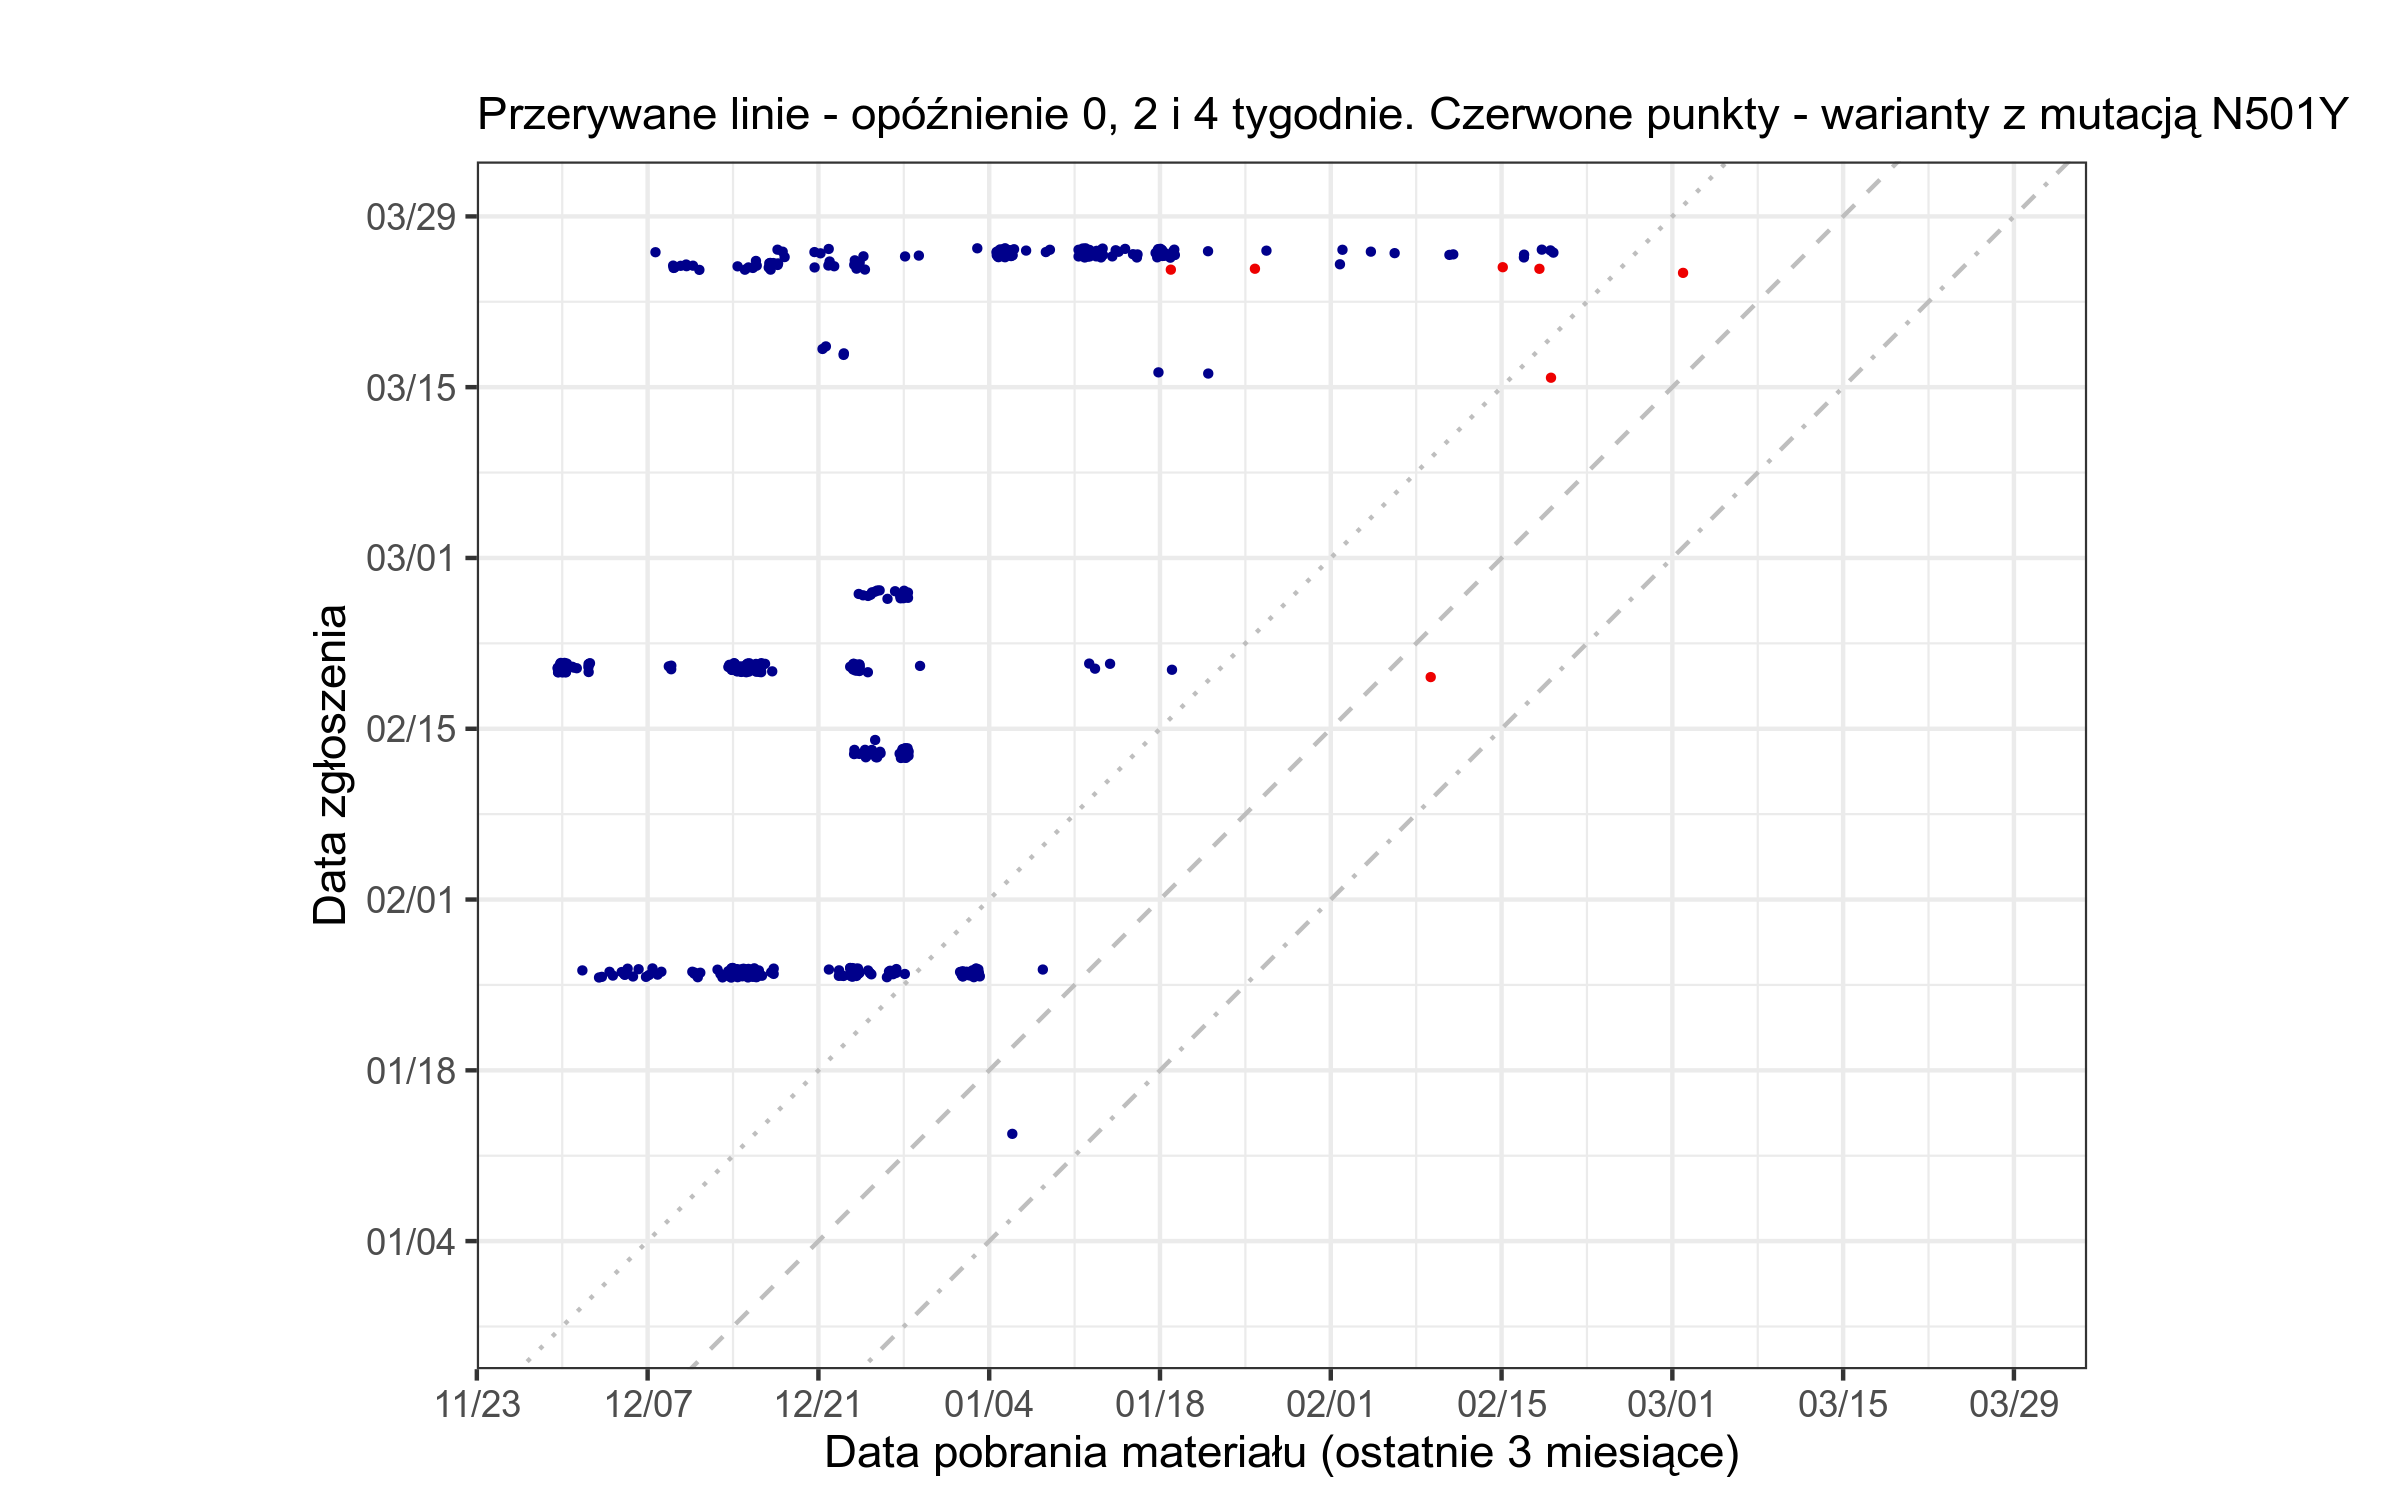 Przerywane linie - opóźnienie 0, 2 i 4 tygodnie. Czerwone punkty - warianty z mutacją N501Y
Data zgłoszenia
03/29
03/15
03/01
02/15
02/01
01/18
01/04
11/23 12/07 12/21 01/04 01/18 02/01 02/15 03/01 03/15 03/29
Data pobrania materiału (ostatnie 3 miesiące)